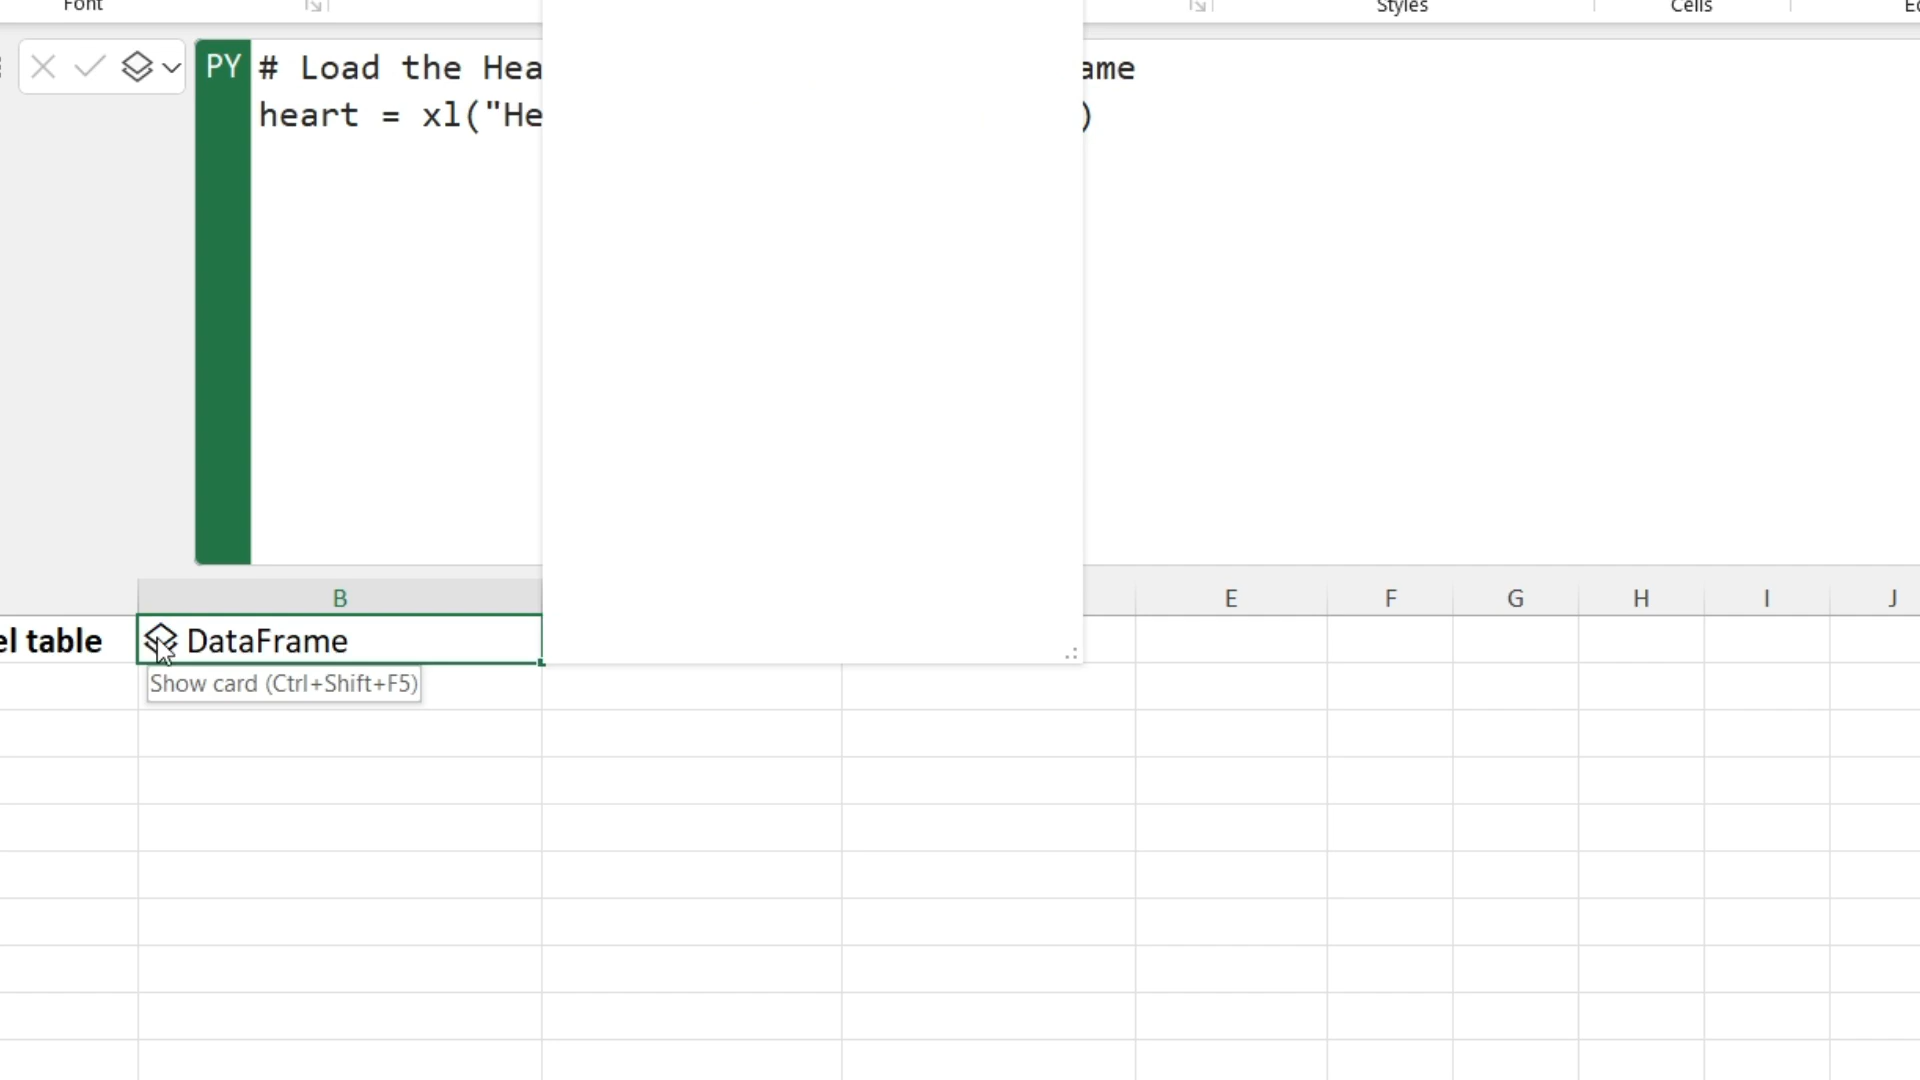 Font
Styles
Cells
PY # Load the Hea ame
heart = xl("He )
B
E
F
G
H
I
J
el table
DataFrame
Show card (Ctrl+Shift+F5)